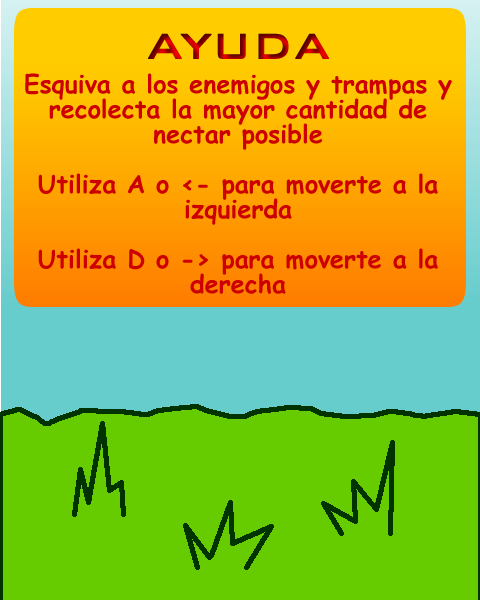 AYUDA
Esquiva a los enemigos y trampas y
recolecta la mayor cantidad de
nectar posible
Utiliza A o <- para moverte a la
izquierda
Utiliza D o -> para moverte a la
derecha